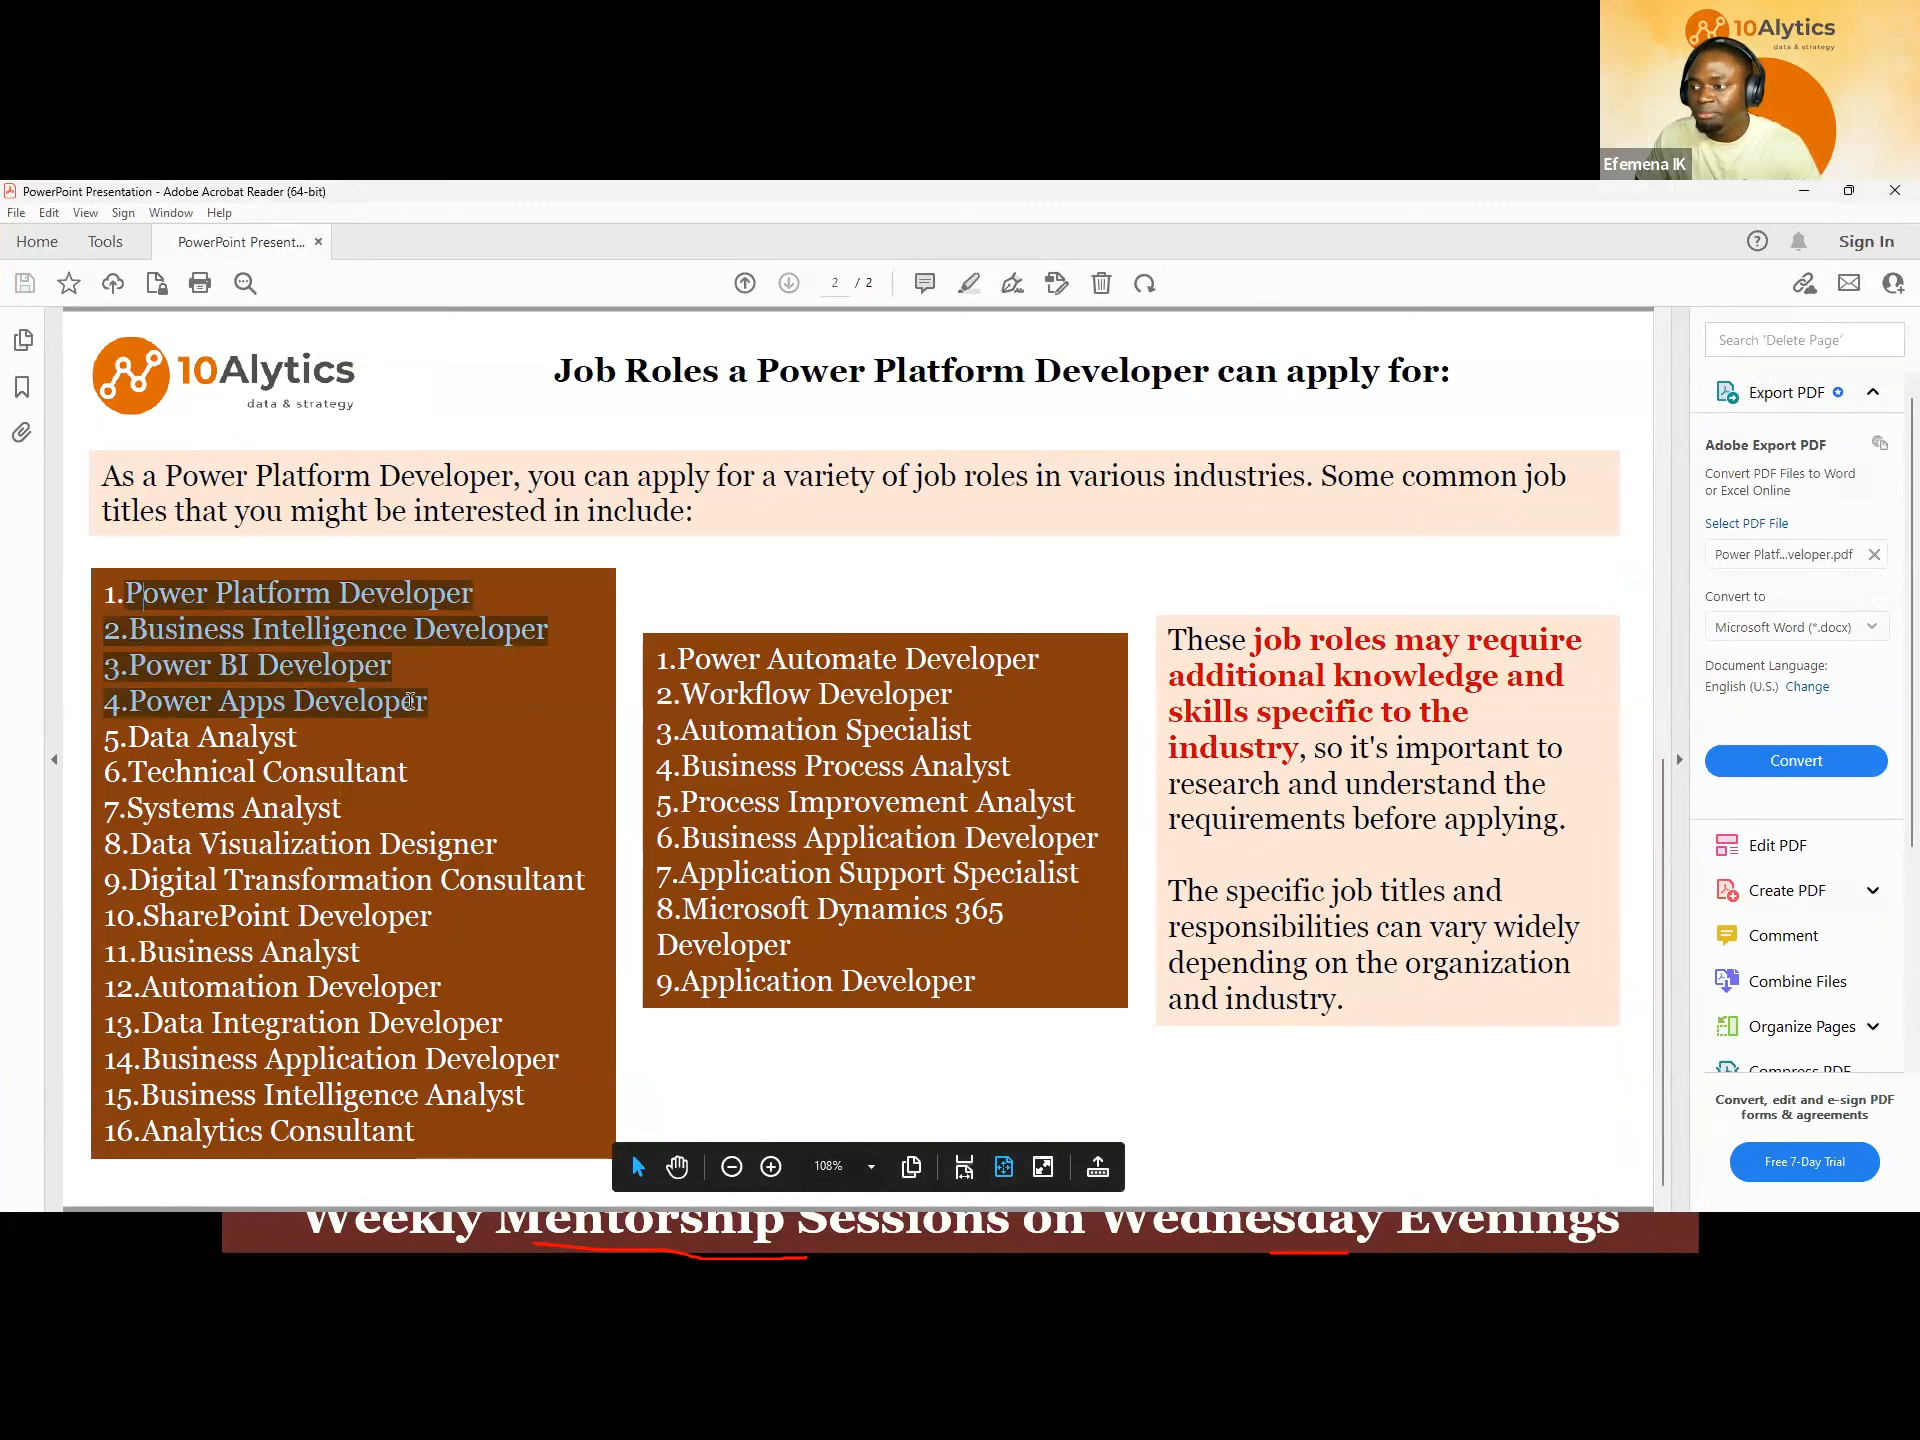 10Alytics
data & strategy
Efemena IK
PowerPoint Presentation - Adobe Acrobat Reader (64-bit)
File Edit View Sign Window Help
Home Tools PowerPoint Present... ×
Sign In
2 / 2
Search 'Delete Page'
10Alytics
data & strategy
Job Roles a Power Platform Developer can apply for:
As a Power Platform Developer, you can apply for a variety of job roles in various industries. Some common job
titles that you might be interested in include:
1.Power Platform Developer
2.Business Intelligence Developer
3.Power BI Developer
4.Power Apps Developer
5.Data Analyst
6.Technical Consultant
7.Systems Analyst
8.Data Visualization Designer
9.Digital Transformation Consultant
10.SharePoint Developer
11.Business Analyst
12.Automation Developer
13.Data Integration Developer
14.Business Application Developer
15.Business Intelligence Analyst
16.Analytics Consultant
1.Power Automate Developer
2.Workflow Developer
3.Automation Specialist
4.Business Process Analyst
5.Process Improvement Analyst
6.Business Application Developer
7.Application Support Specialist
8.Microsoft Dynamics 365
Developer
9.Application Developer
These job roles may require
additional knowledge and
skills specific to the
industry, so it's important to
research and understand the
requirements before applying.
The specific job titles and
responsibilities can vary widely
depending on the organization
and industry.
Export PDF
Adobe Export PDF
Convert PDF Files to Word
or Excel Online
Select PDF File
Power Platf...veloper.pdf
Convert to
Microsoft Word (*.docx)
Document Language:
English (U.S.) Change
Convert
Edit PDF
Create PDF
Comment
Combine Files
Organize Pages
Compress PDF
Convert, edit and e-sign PDF
forms & agreements
Free 7-Day Trial
108%
Weekly Mentorship Sessions on Wednesday Evenings